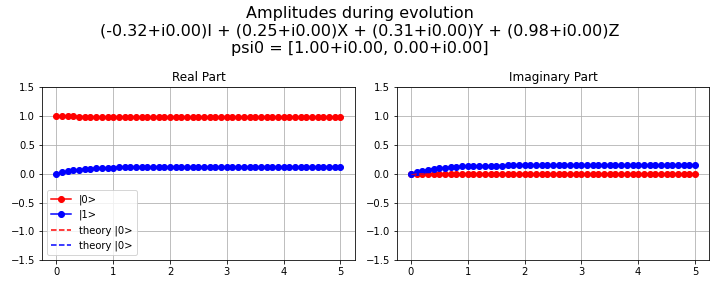 Amplitudes during evolution
(-0.32+i0.00)I + (0.25+i0.00)X + (0.31+i0.00)Y + (0.98+i0.00)Z
psi0 = [1.00+i0.00, 0.00+i0.00]
Real Part
1.5
1.0
0.5
0.0
−0.5
−1.0
−1.5
0 1 2 3 4 5
|0>
|1>
theory |0>
theory |0>
Imaginary Part
1.5
1.0
0.5
0.0
−0.5
−1.0
−1.5
0 1 2 3 4 5